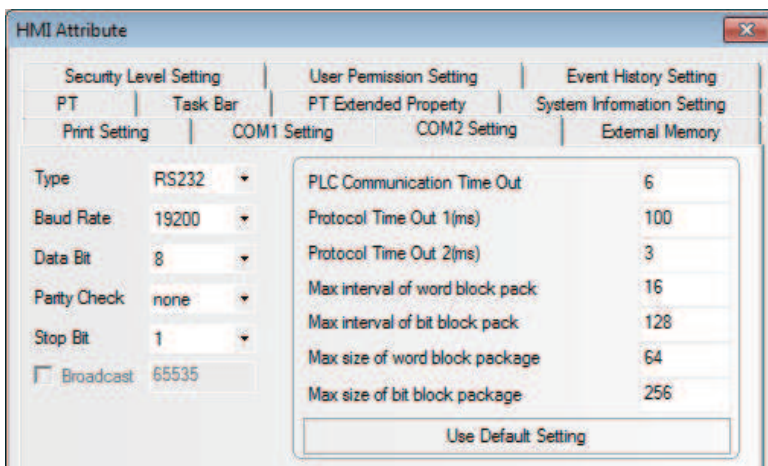 HMI Attribute
Security Level Setting User Permission Setting Event History Setting
PT Task Bar PT Extended Property System Information Setting
Print Setting COM1 Setting COM2 Setting External Memory
Type RS232
Baud Rate 19200
Data Bit 8
Parity Check none
Stop Bit 1
Broadcast 65535
PLC Communication Time Out 6
Protocol Time Out 1(ms) 100
Protocol Time Out 2(ms) 3
Max interval of word block pack 16
Max interval of bit block pack 128
Max size of word block package 64
Max size of bit block package 256
Use Default Setting